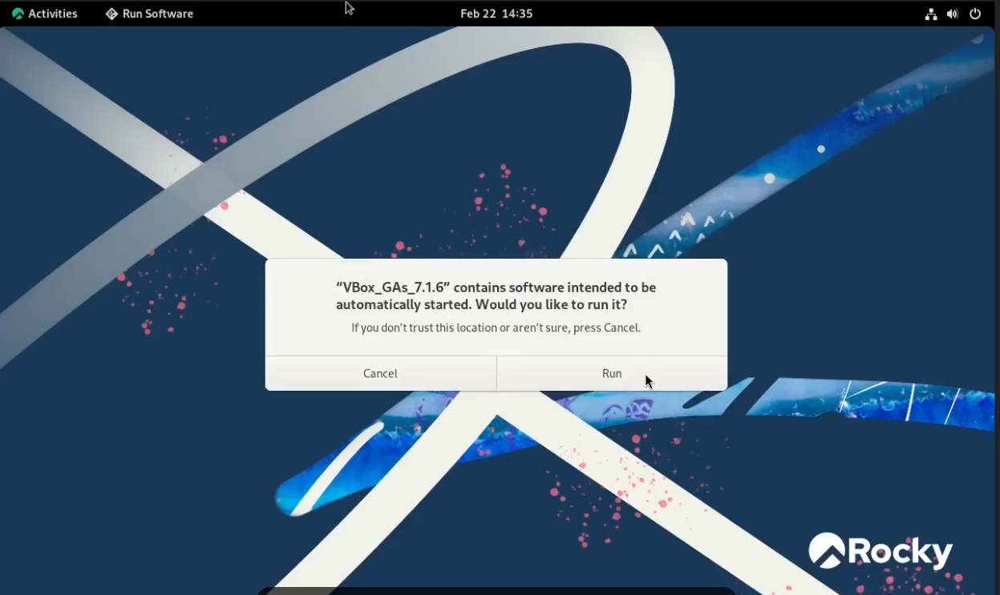 Activities
Run Software
Feb 22 14:35
“VBox_GAs_7.1.6” contains software intended to be
automatically started. Would you like to run it?
If you don't trust this location or aren't sure, press Cancel.
Cancel
Run
Rocky